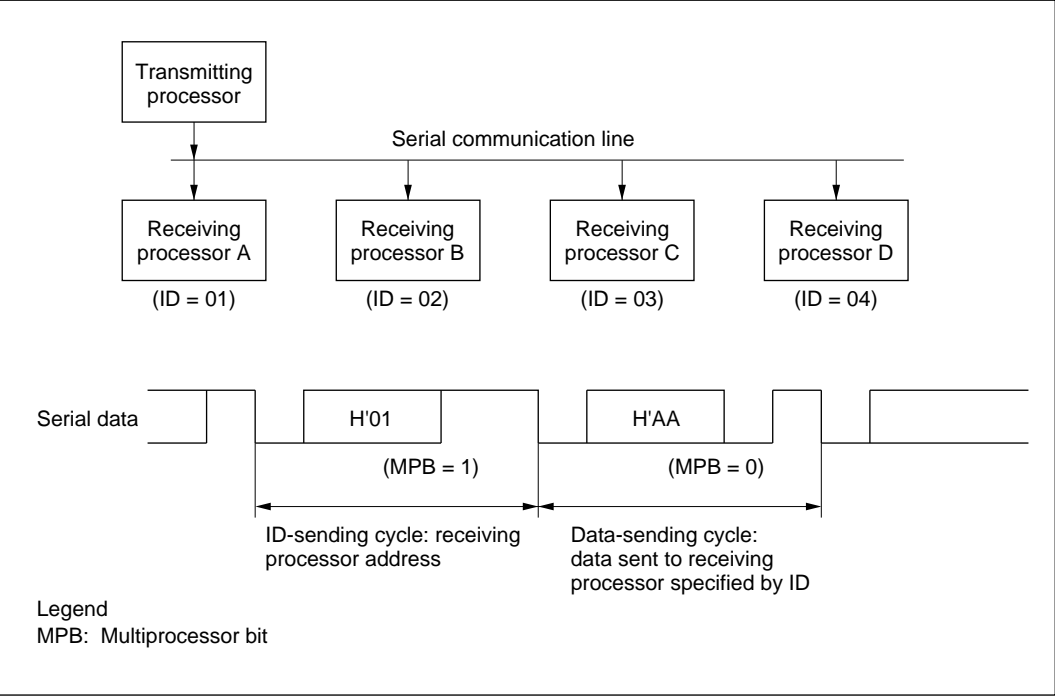 Transmitting
processor
Serial communication line
Receiving
processor A
Receiving
processor B
Receiving
processor C
Receiving
processor D
(ID = 01)
(ID = 02)
(ID = 03)
(ID = 04)
Serial data
H'01
H'AA
(MPB = 1)
(MPB = 0)
ID-sending cycle: receiving
processor address
Data-sending cycle:
data sent to receiving
processor specified by ID
Legend
MPB: Multiprocessor bit